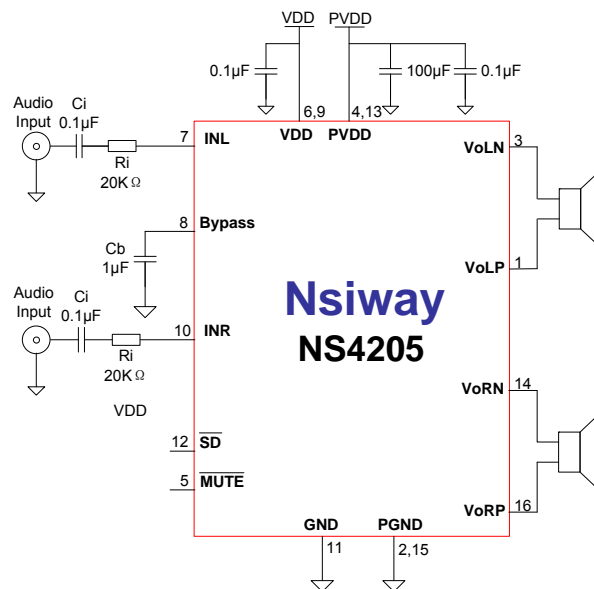 VDD PVDD
0.1μF 100μF 0.1μF
6,9 4,13
VDD PVDD
Audio
Input
Ci
0.1μF
Ri
20KΩ
7 INL
8 Bypass
Cb
1μF
Audio
Input
Ci
0.1μF
Ri
20KΩ
10 INR
VDD
12 SD
5 MUTE
Nsiway
NS4205
VoLN 3
VoLP 1
VoRN 14
VoRP 16
GND PGND
11 2,15